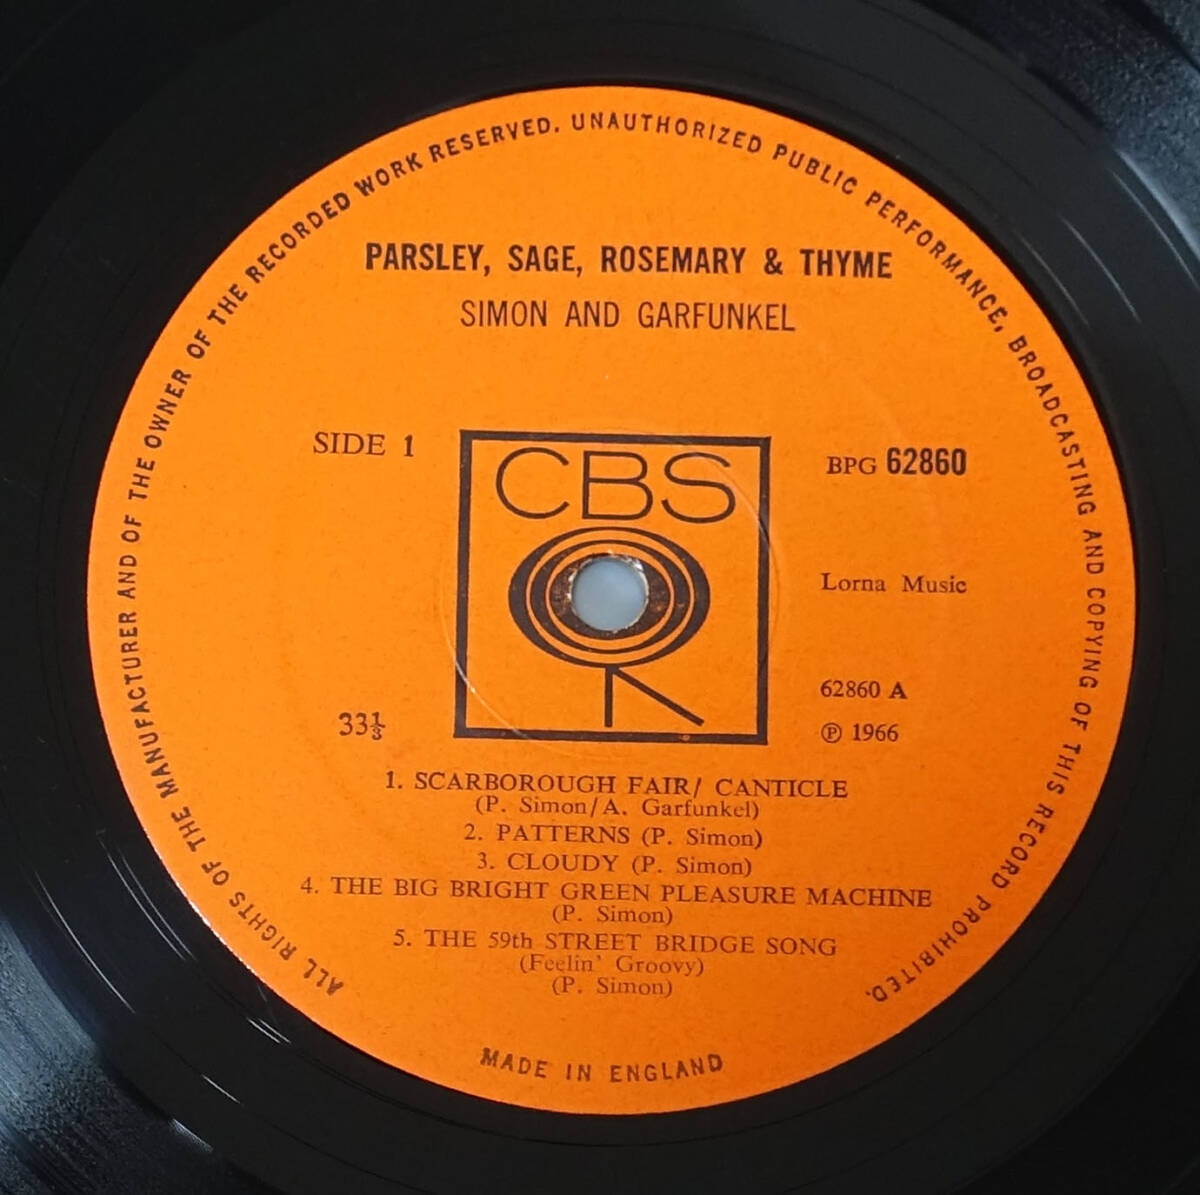 ALL RIGHTS OF THE MANUFACTURER AND OF THE OWNER OF THE RECORDED WORK RESERVED. UNAUTHORIZED PUBLIC PERFORMANCE, BROADCASTING AND COPYING OF THIS RECORD PROHIBITED.
PARSLEY, SAGE, ROSEMARY & THYME
SIMON AND GARFUNKEL
SIDE 1
CBS
BPG 62860
Lorna Music
62860 A
33⅓
℗ 1966
1. SCARBOROUGH FAIR/ CANTICLE
(P. Simon/A. Garfunkel)
2. PATTERNS (P. Simon)
3. CLOUDY (P. Simon)
4. THE BIG BRIGHT GREEN PLEASURE MACHINE
(P. Simon)
5. THE 59th STREET BRIDGE SONG
(Feelin' Groovy)
(P. Simon)
MADE IN ENGLAND